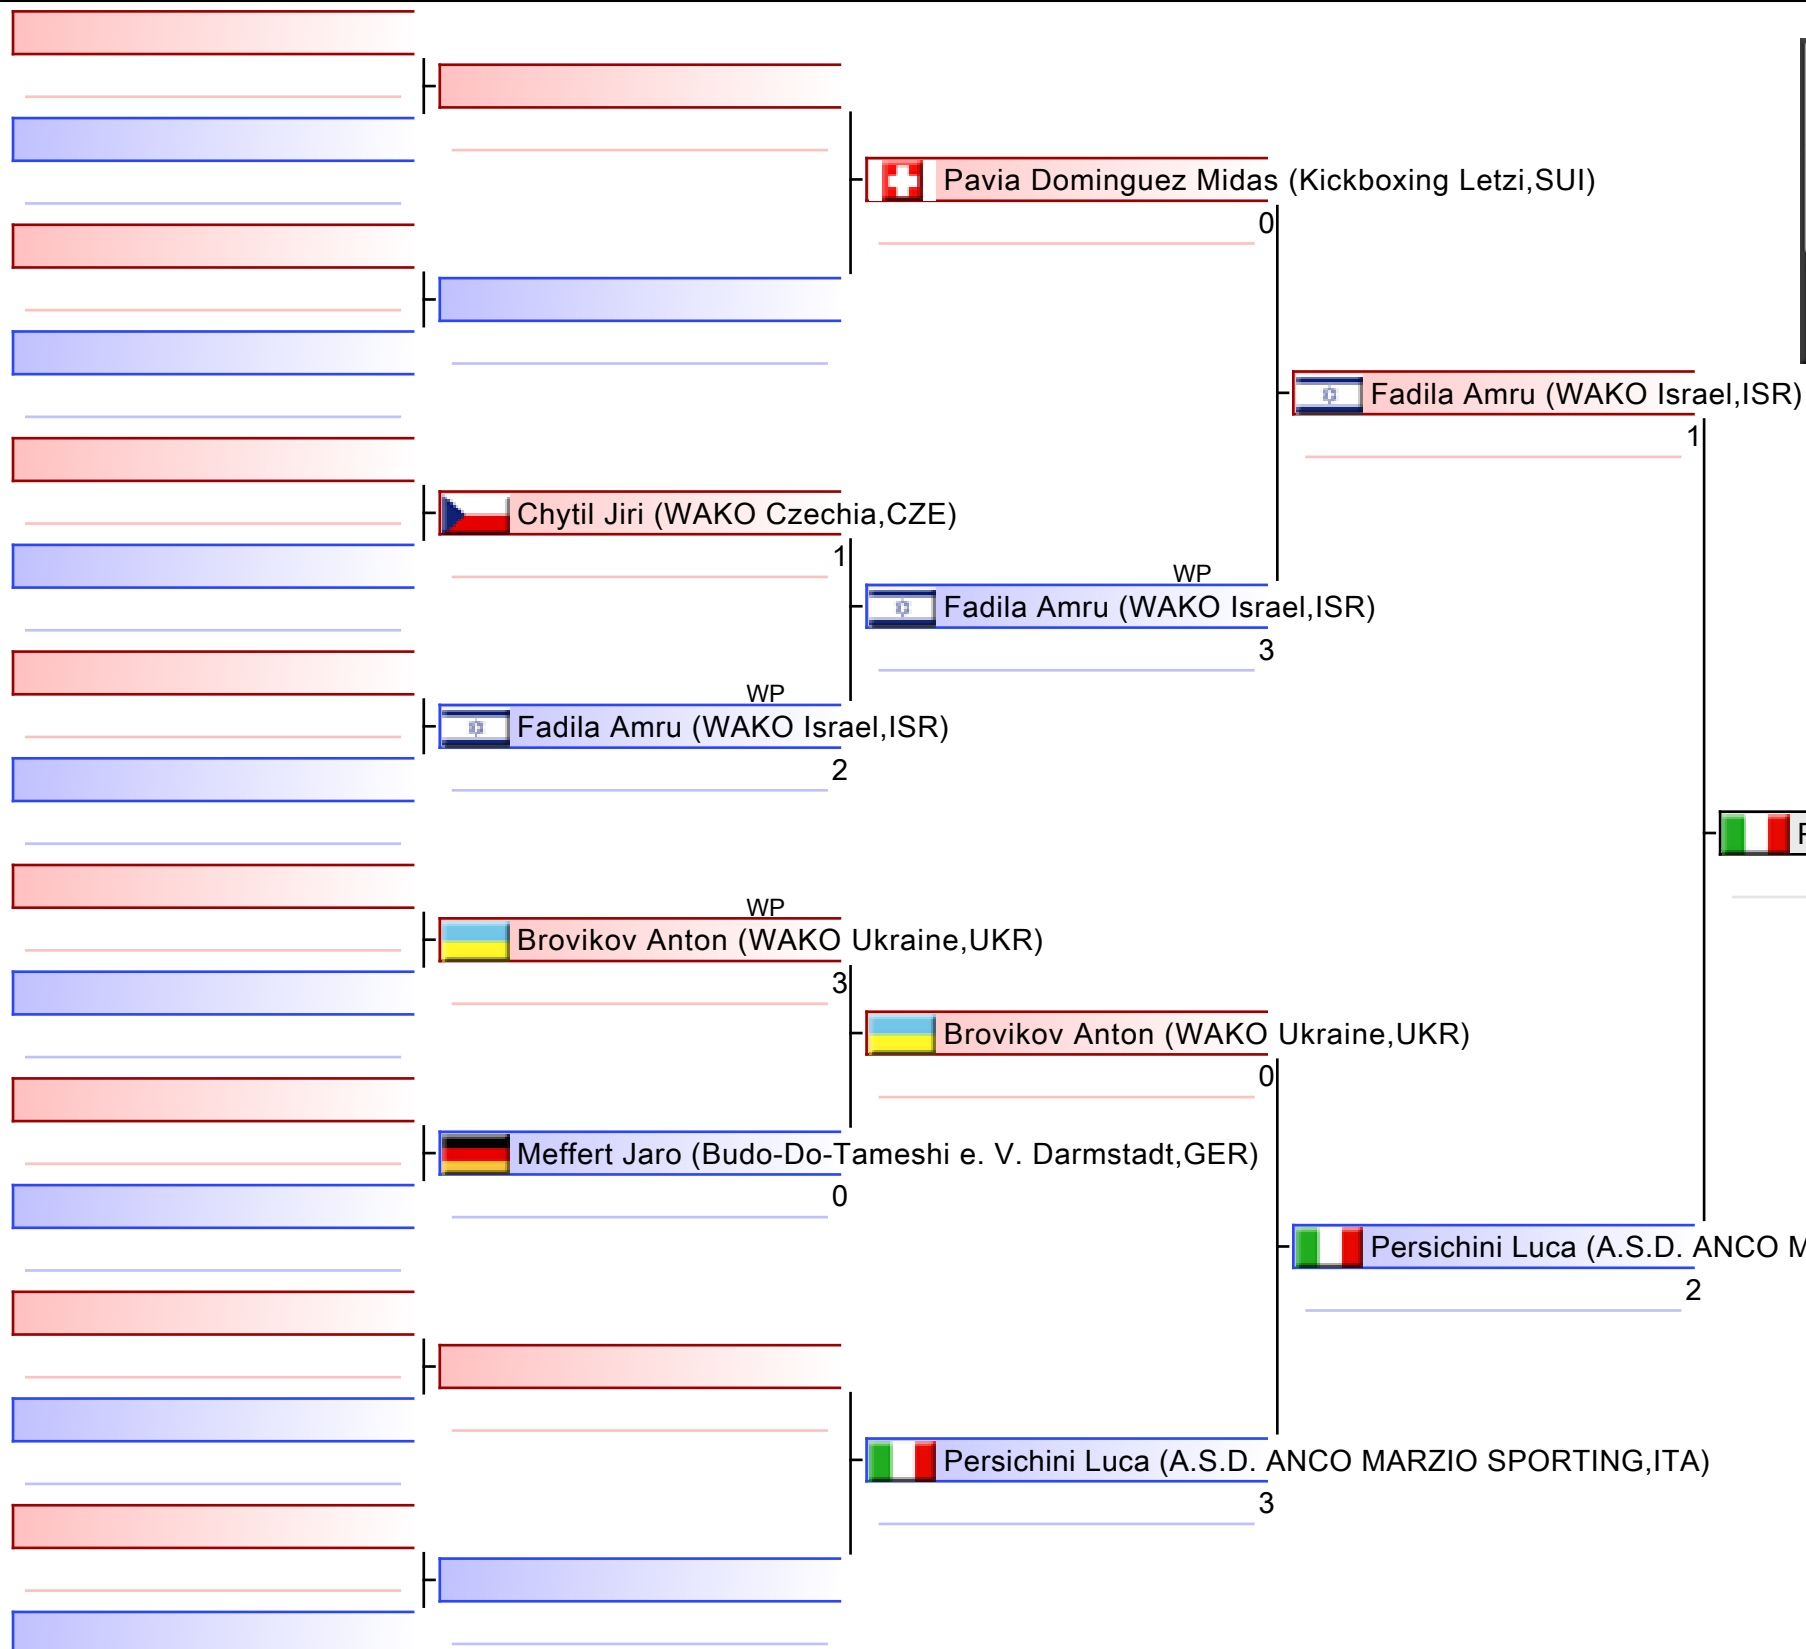 Pavia Dominguez Midas (Kickboxing Letzi,SUI)
0
Fadila Amru (WAKO Israel,ISR)
1
Chytil Jiri (WAKO Czechia,CZE)
1
WP
Fadila Amru (WAKO Israel,ISR)
3
WP
Fadila Amru (WAKO Israel,ISR)
2
WP
Brovikov Anton (WAKO Ukraine,UKR)
3
Brovikov Anton (WAKO Ukraine,UKR)
0
Meffert Jaro (Budo-Do-Tameshi e. V. Darmstadt,GER)
0
Persichini Luca (A.S.D. ANCO
2
Persichini Luca (A.S.D. ANCO MARZIO SPORTING,ITA)
3